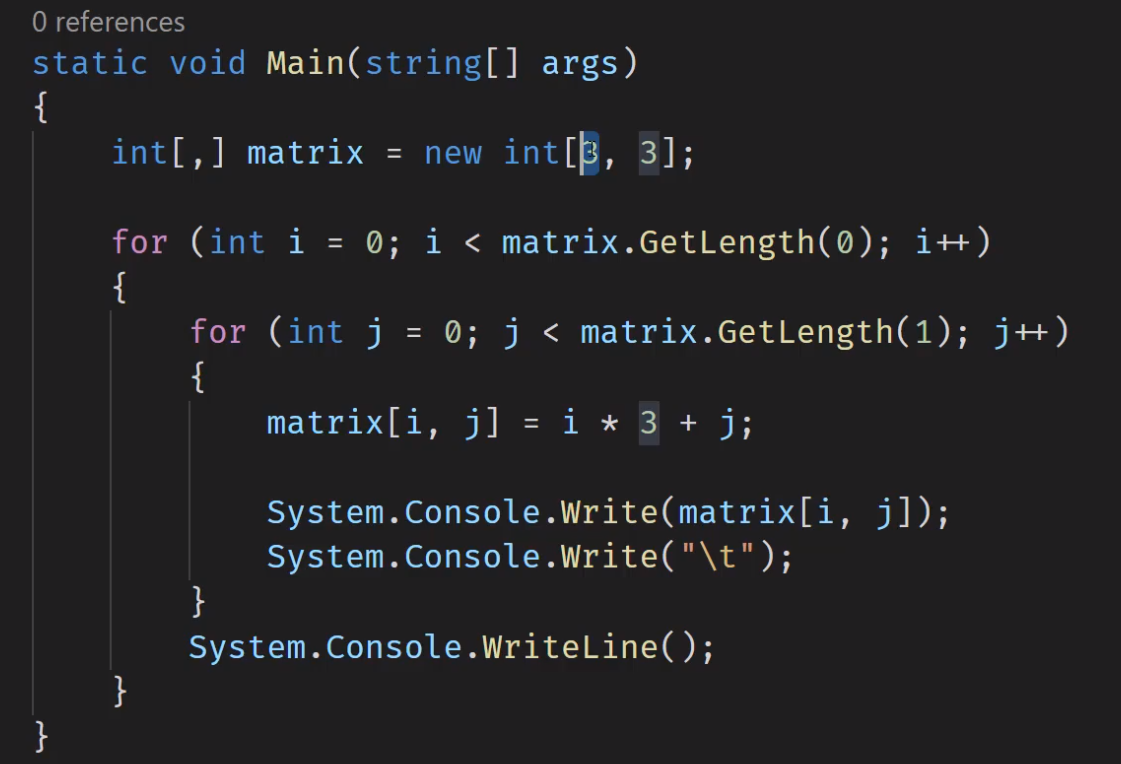 0 references
static void Main(string[] args)
{
int[,] matrix = new int[3, 3];
for (int i = 0; i < matrix.GetLength(0); i++)
{
for (int j = 0; j < matrix.GetLength(1); j++)
{
matrix[i, j] = i * 3 + j;
System.Console.Write(matrix[i, j]);
System.Console.Write("\t");
}
System.Console.WriteLine();
}
}